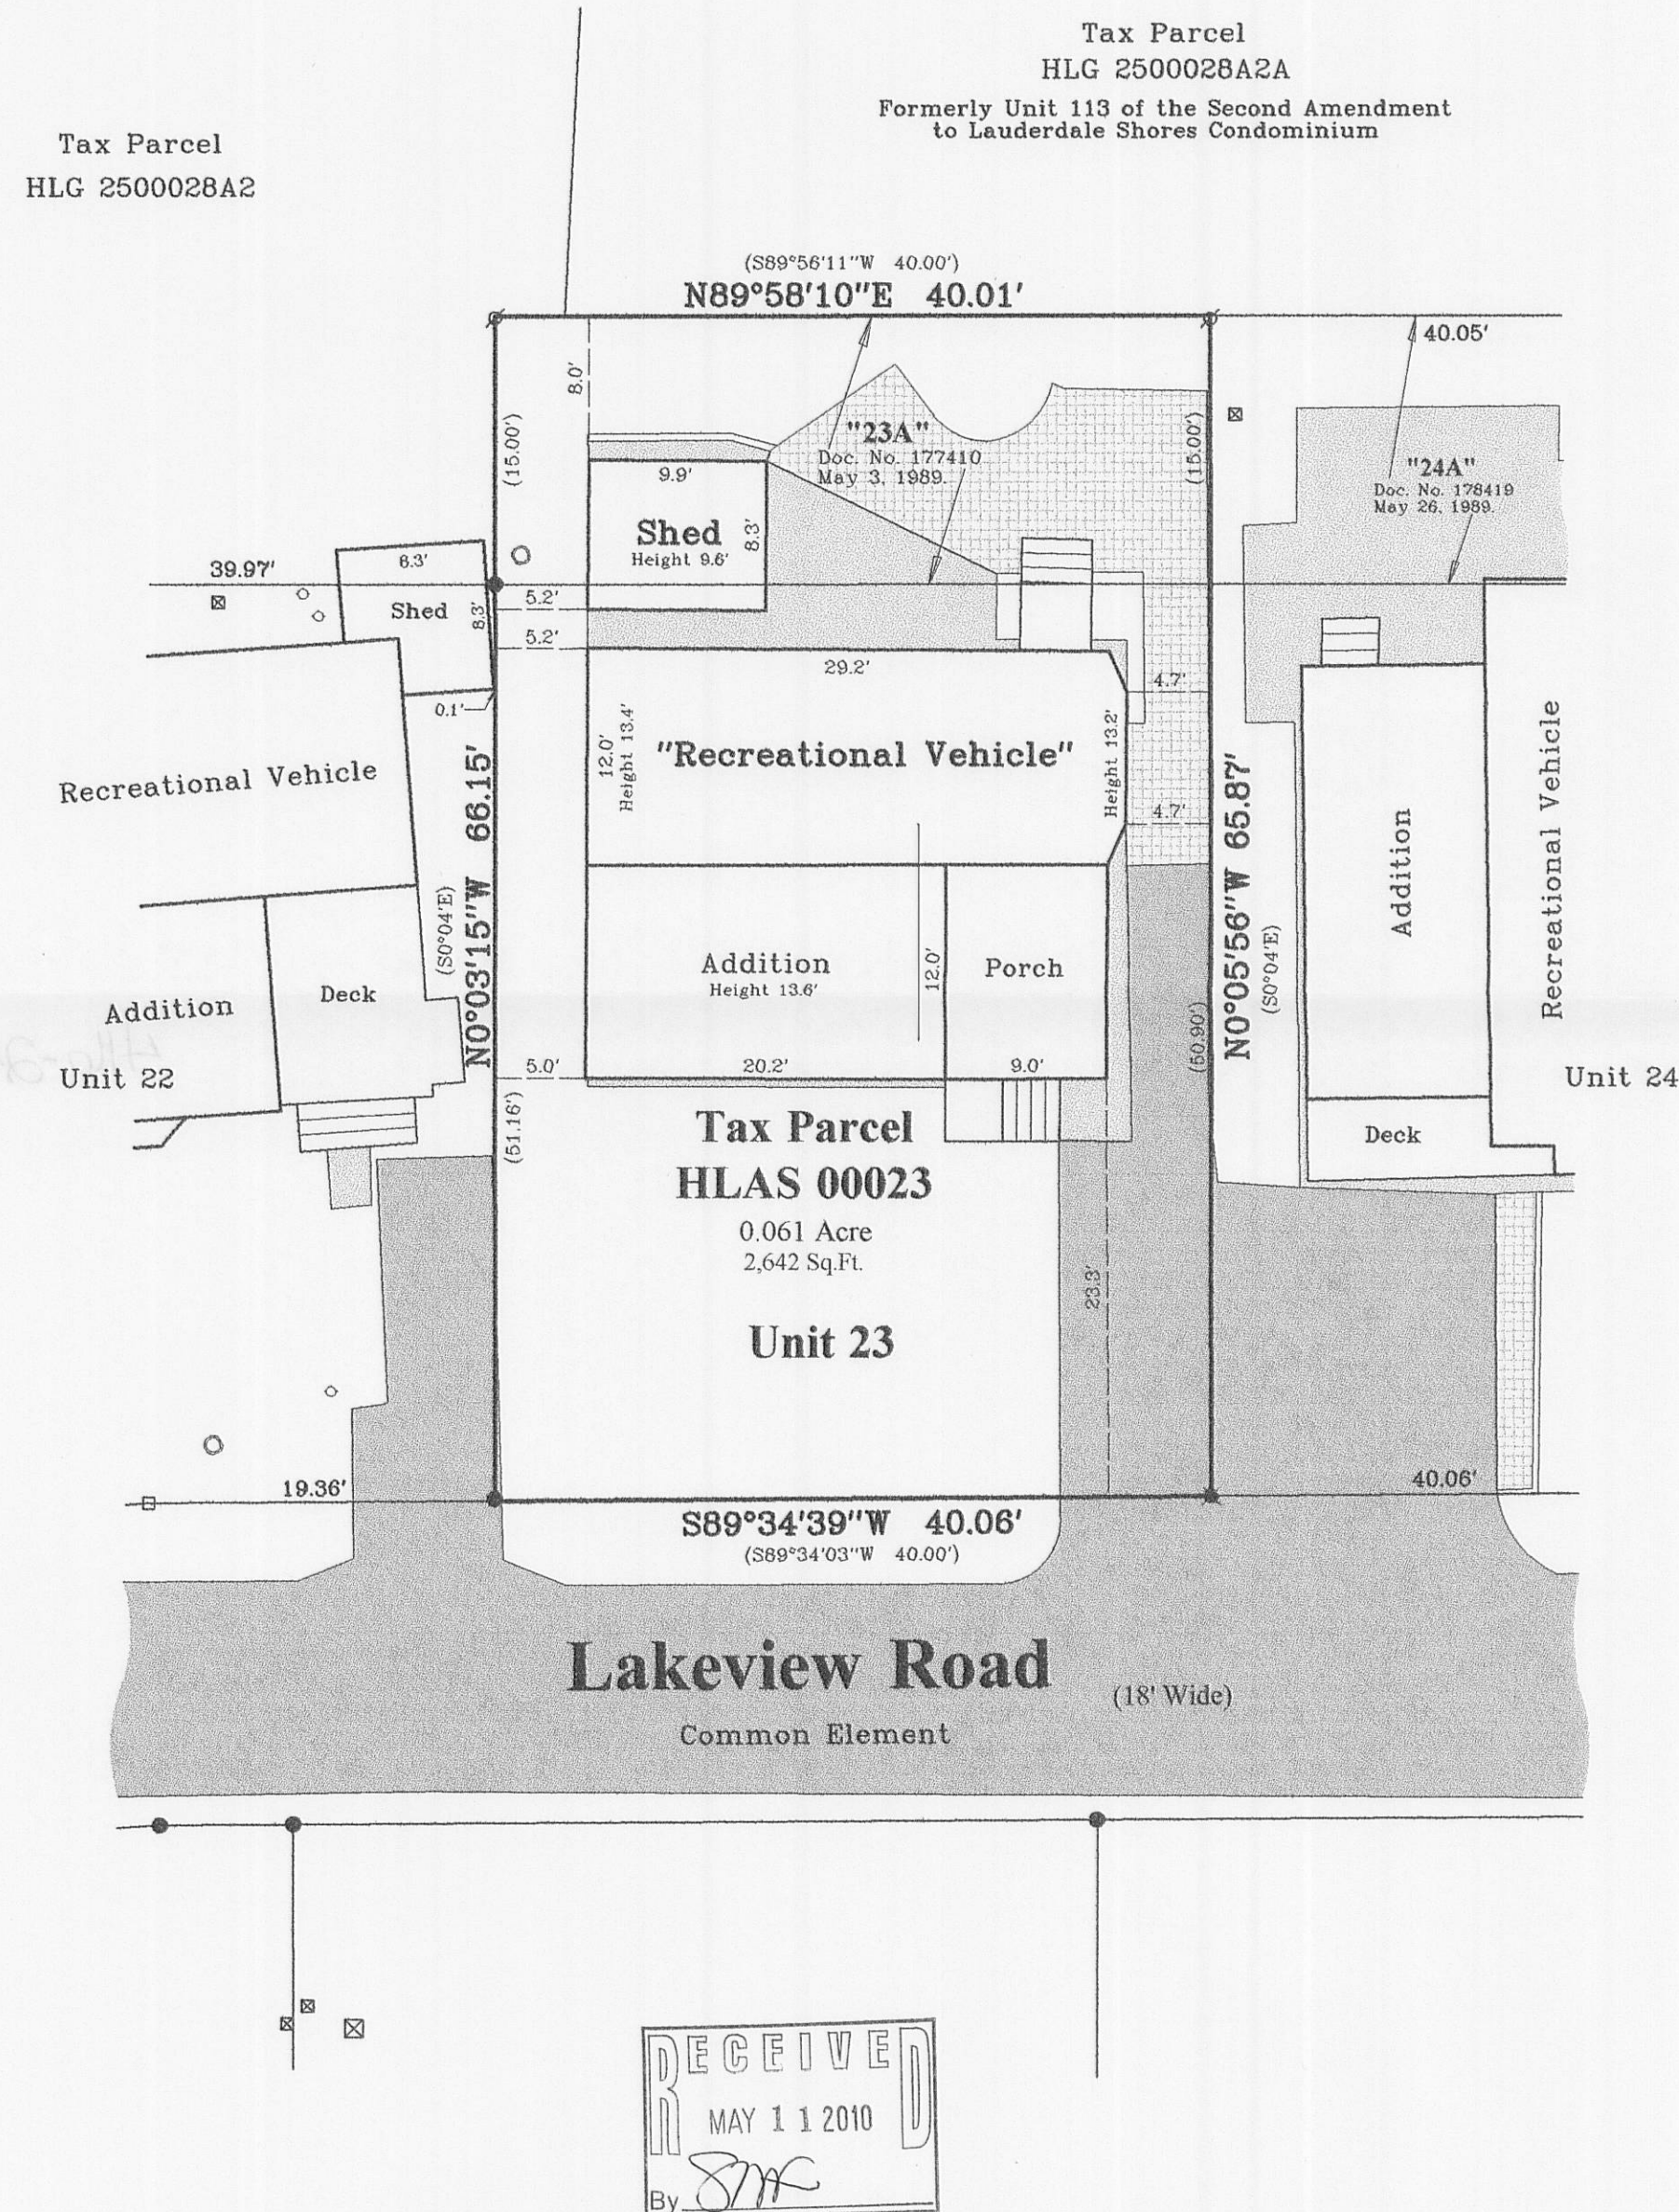 Tax Parcel
HLG 2500028A2A
Formerly Unit 113 of the Second Amendment
to Lauderdale Shores Condominium
Tax Parcel
HLG 2500028A2
(S89°56'11"W 40.00')
N89°58'10"E 40.01'
40.05'
8.0'
(15.00')
(15.00')
"23A"
Doc. No. 177410
May 3, 1989.
"24A"
Doc. No. 178419
May 26, 1989.
9.9'
Shed
Height 9.6'
8.3'
39.97'
8.3'
Shed
8.3'
5.2'
5.2'
29.2'
4.7'
0.1'
12.0'
Height 13.4'
"Recreational Vehicle"
Height 13.2'
4.7'
Recreational Vehicle
N0°03'15"W 66.15'
(S0°04'E)
N0°05'56"W 65.87'
(S0°04'E)
Addition
Recreational Vehicle
Addition
Height 13.6'
12.0'
Porch
Deck
Addition
Unit 22
5.0'
20.2'
9.0'
(50.90')
Unit 24
(51.16')
Deck
Tax Parcel
HLAS 00023
0.061 Acre
2,642 Sq.Ft.
23.3'
Unit 23
19.36'
40.06'
S89°34'39"W 40.06'
(S89°34'03"W 40.00')
Lakeview Road
(18' Wide)
Common Element
RECEIVED
MAY 11 2010
By